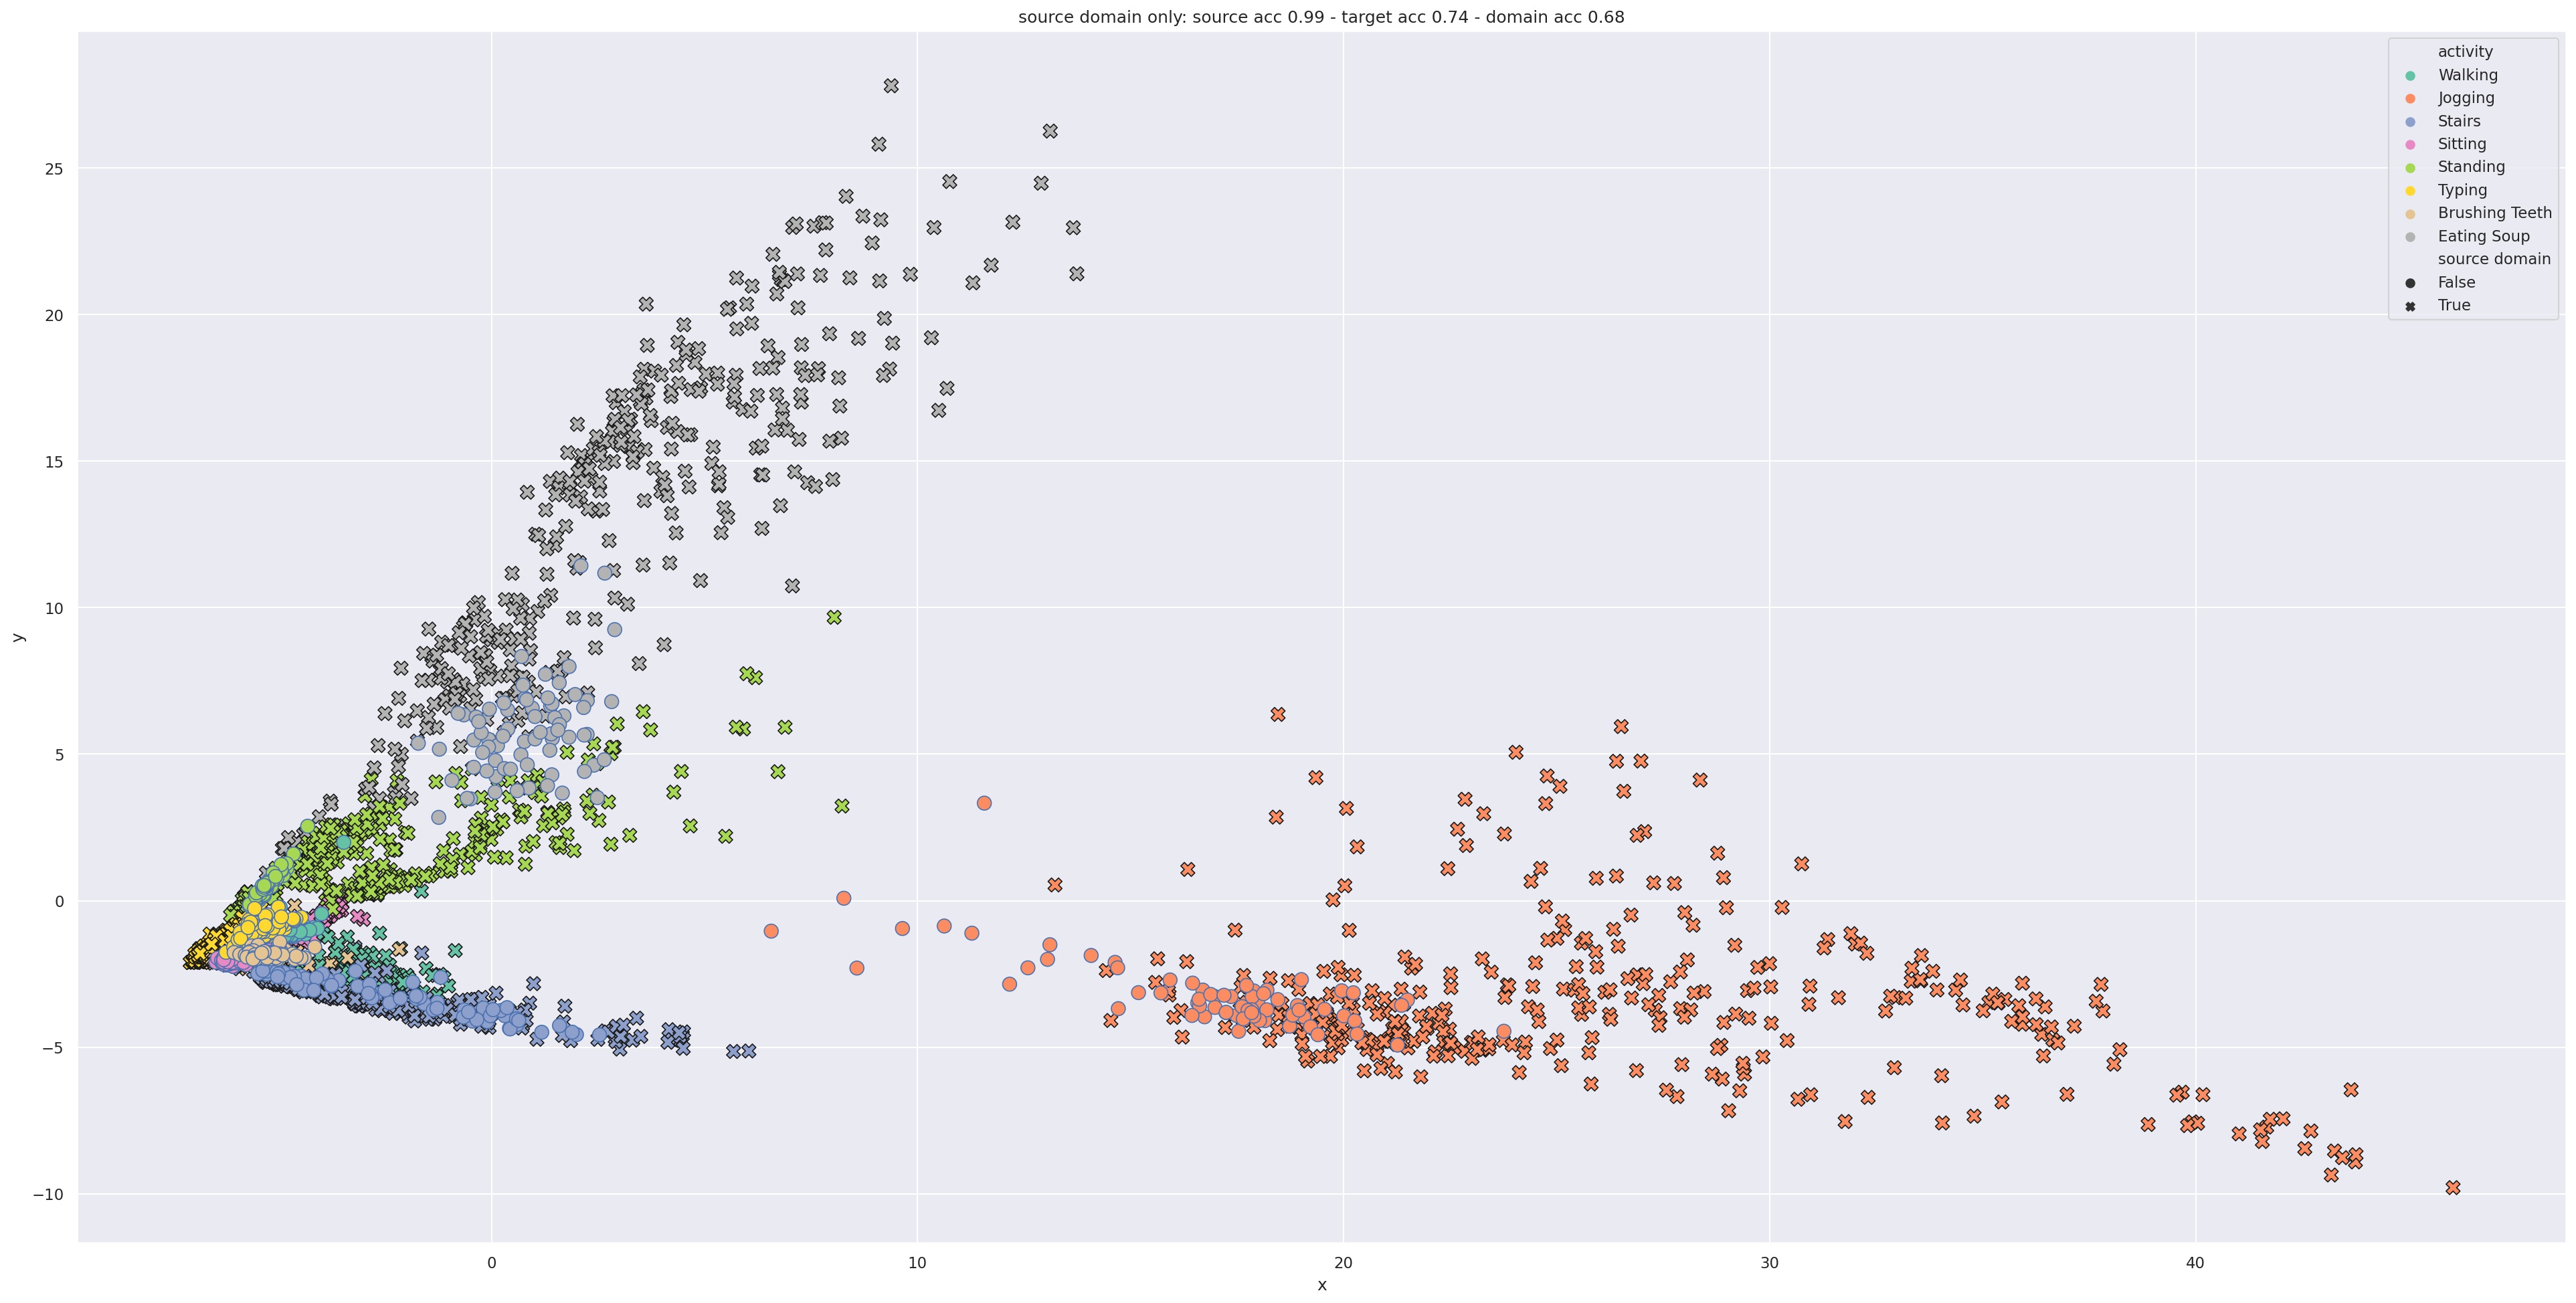 source domain only: source acc 0.99 - target acc 0.74 - domain acc 0.68
activity
Walking
Jogging
Stairs
Sitting
Standing
Typing
Brushing Teeth
Eating Soup
source domain
False
True
25
20
15
10
5
0
−5
−10
y
0 10 20 30 40
x